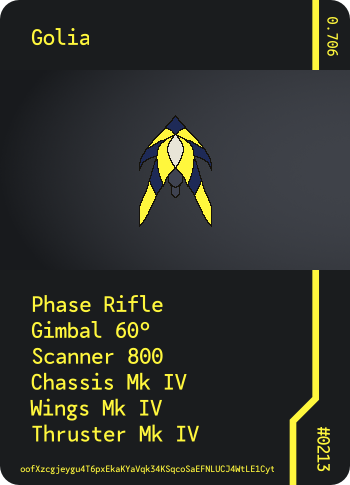 Golia
0.706
Phase Rifle
Gimbal 60°
Scanner 800
Chassis Mk IV
Wings Mk IV
Thruster Mk IV
#0213
oofXzcgjeygu4T6pxEkaKYaVqk34KSqcoSaEFNLUCJ4WtLE1Cyt